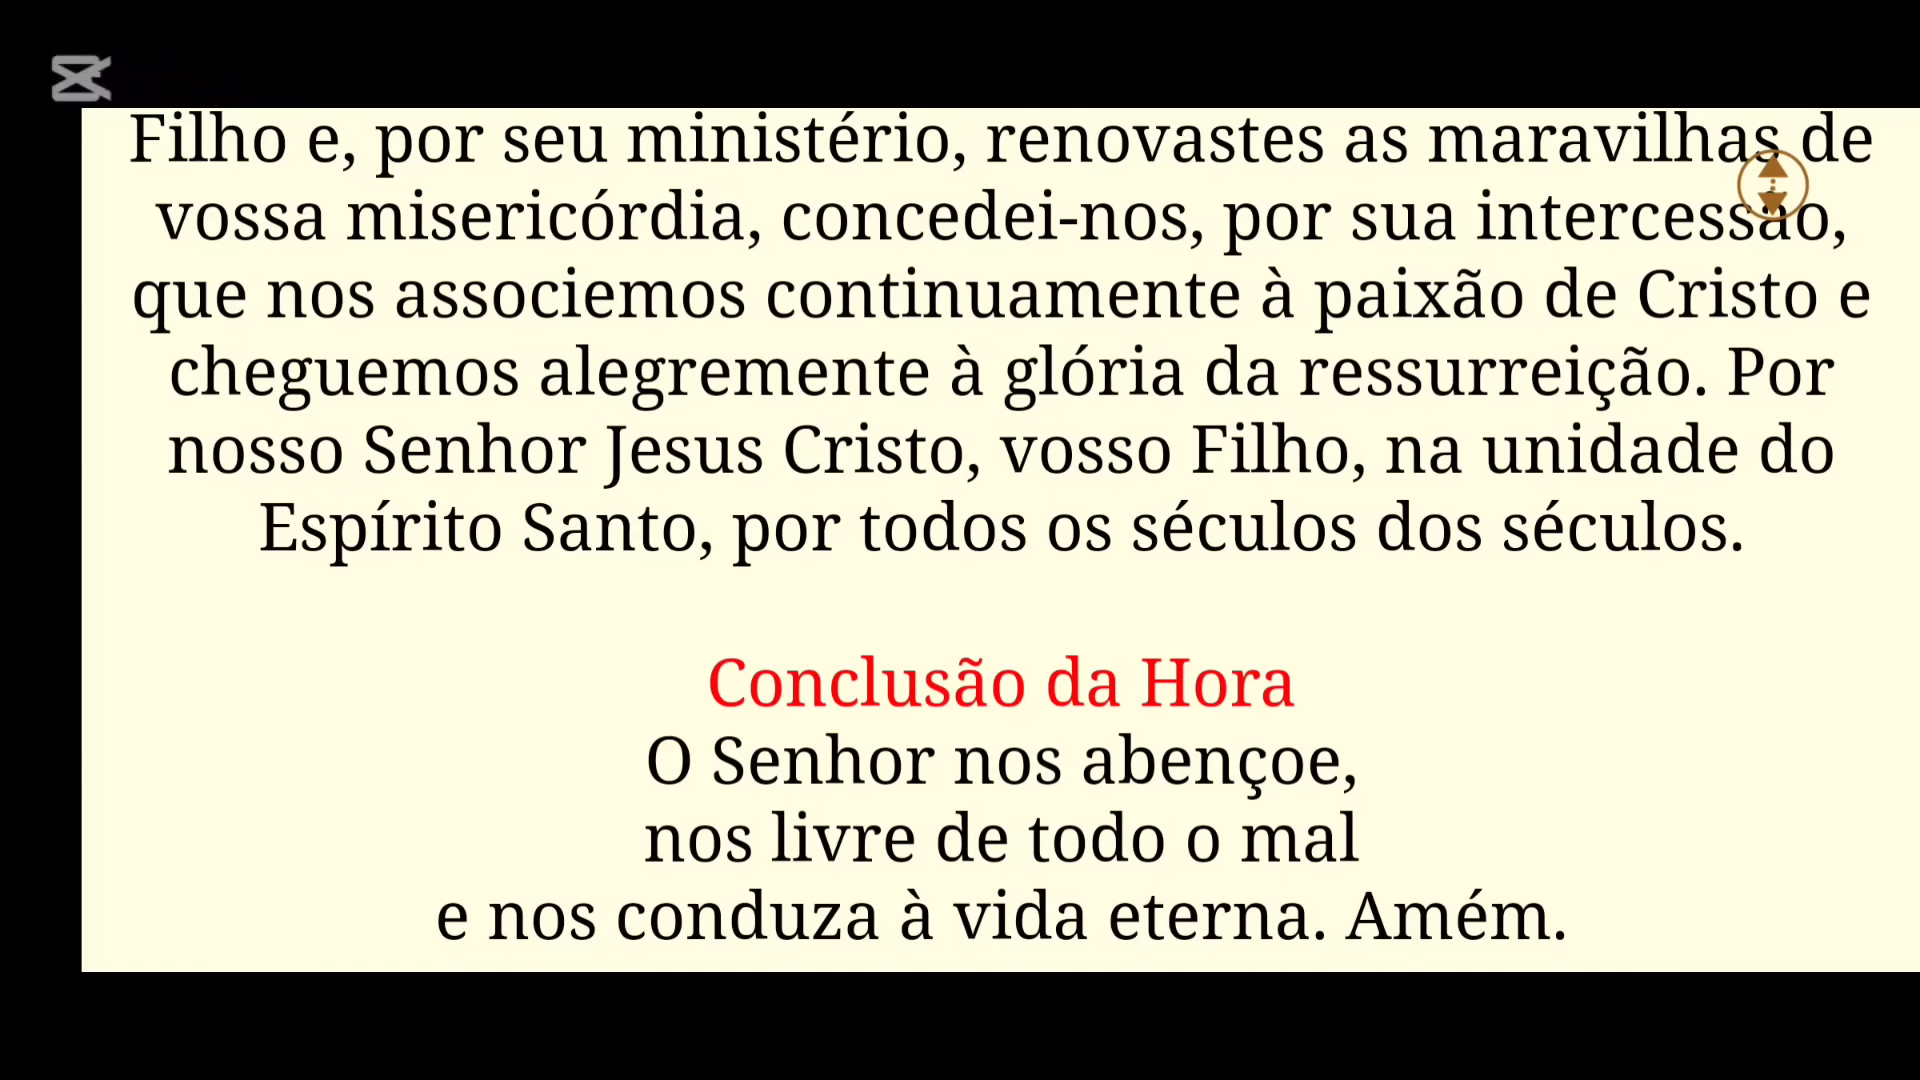 Filho e, por seu ministério, renovastes as maravilhas de
vossa misericórdia, concedei-nos, por sua intercessão,
que nos associemos continuamente à paixão de Cristo e
cheguemos alegremente à glória da ressurreição. Por
nosso Senhor Jesus Cristo, vosso Filho, na unidade do
Espírito Santo, por todos os séculos dos séculos.
Conclusão da Hora
O Senhor nos abençoe,
nos livre de todo o mal
e nos conduza à vida eterna. Amém.